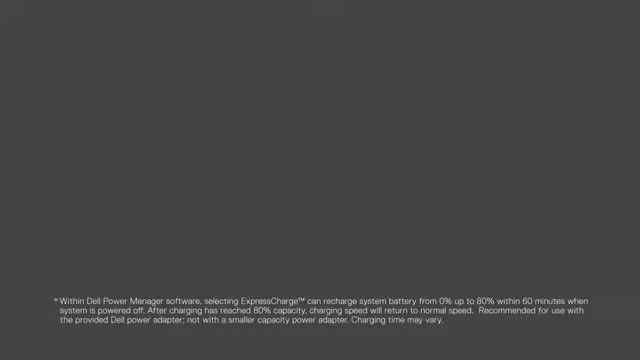 * Within Dell Power Manager software, selecting ExpressCharge™ can recharge system battery from 0% up to 80% within 60 minutes when
system is powered off. After charging has reached 80% capacity, charging speed will return to normal speed. Recommended for use with
the provided Dell power adapter; not with a smaller capacity power adapter. Charging time may vary.